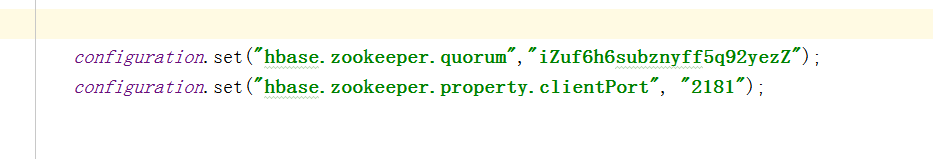 configuration.set("hbase.zookeeper.quorum","iZuf6h6subznyff5q92yezZ");
configuration.set("hbase.zookeeper.property.clientPort", "2181");